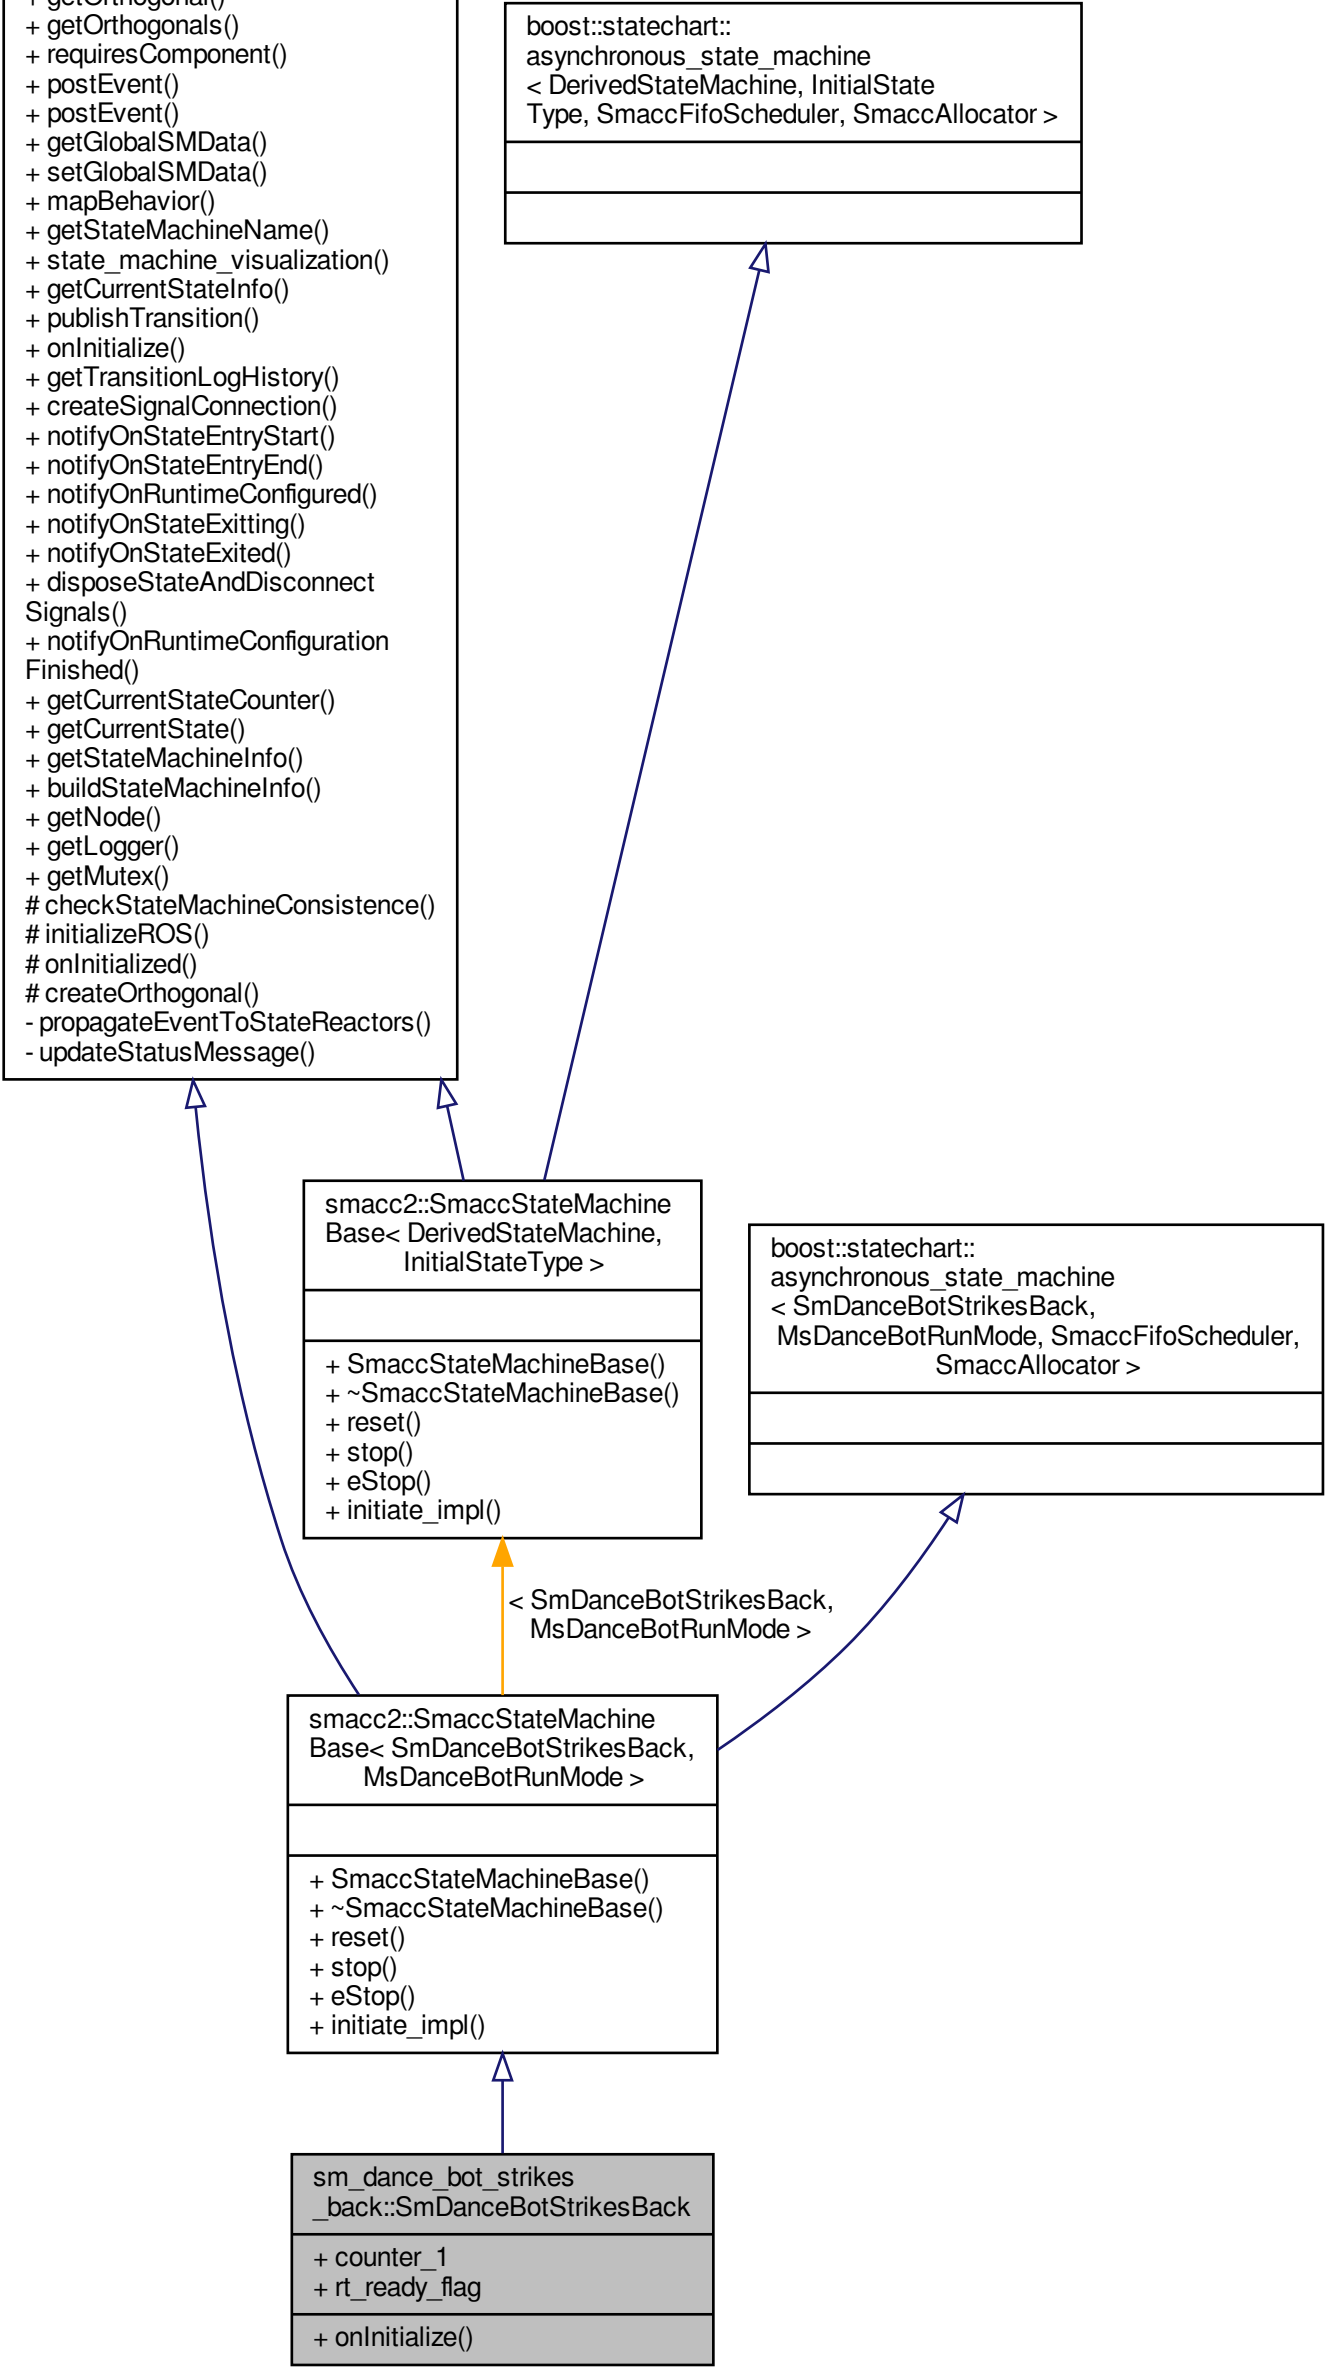 + getOrthogonal()
+ getOrthogonals()
+ requiresComponent()
+ postEvent()
+ postEvent()
+ getGlobalSMData()
+ setGlobalSMData()
+ mapBehavior()
+ getStateMachineName()
+ state_machine_visualization()
+ getCurrentStateInfo()
+ publishTransition()
+ onInitialize()
+ getTransitionLogHistory()
+ createSignalConnection()
+ notifyOnStateEntryStart()
+ notifyOnStateEntryEnd()
+ notifyOnRuntimeConfigured()
+ notifyOnStateExitting()
+ notifyOnStateExited()
+ disposeStateAndDisconnect
Signals()
+ notifyOnRuntimeConfiguration
Finished()
+ getCurrentStateCounter()
+ getCurrentState()
+ getStateMachineInfo()
+ buildStateMachineInfo()
+ getNode()
+ getLogger()
+ getMutex()
# checkStateMachineConsistence()
# initializeROS()
# onInitialized()
# createOrthogonal()
- propagateEventToStateReactors()
- updateStatusMessage()
boost::statechart::
asynchronous_state_machine
< DerivedStateMachine, InitialState
Type, SmaccFifoScheduler, SmaccAllocator >
smacc2::SmaccStateMachine
Base< DerivedStateMachine,
InitialStateType >
+ SmaccStateMachineBase()
+ ~SmaccStateMachineBase()
+ reset()
+ stop()
+ eStop()
+ initiate_impl()
boost::statechart::
asynchronous_state_machine
< SmDanceBotStrikesBack,
MsDanceBotRunMode, SmaccFifoScheduler,
SmaccAllocator >
< SmDanceBotStrikesBack,
MsDanceBotRunMode >
smacc2::SmaccStateMachine
Base< SmDanceBotStrikesBack,
MsDanceBotRunMode >
+ SmaccStateMachineBase()
+ ~SmaccStateMachineBase()
+ reset()
+ stop()
+ eStop()
+ initiate_impl()
sm_dance_bot_strikes
_back::SmDanceBotStrikesBack
+ counter_1
+ rt_ready_flag
+ onInitialize()